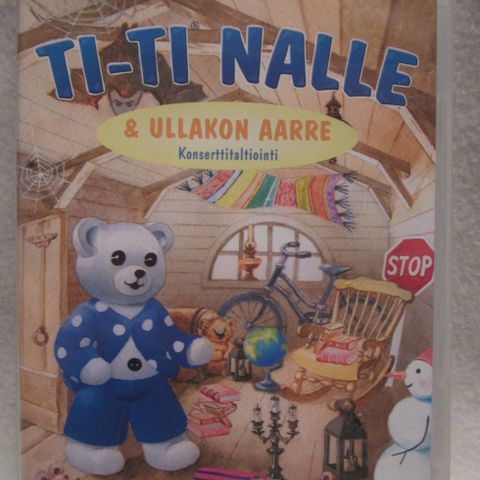 TI-TI® NALLE
& ULLAKON AARRE
Konserttitaltiointi
STOP